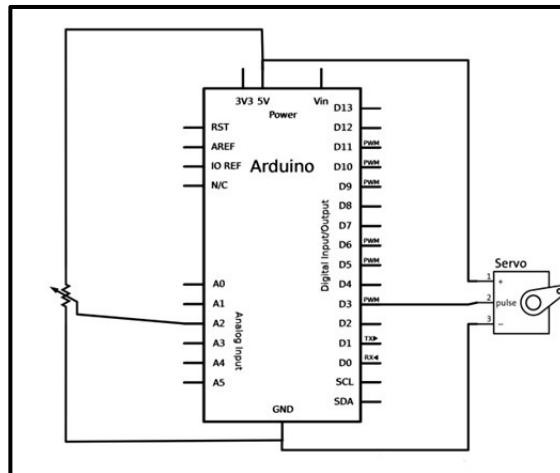 3V3 5V Vin
Power
Arduino
RST
AREF
IO REF
N/C
A0
A1
A2
A3
A4
A5
Analog Input
D13
D12
D11 PWM
D10 PWM
D9 PWM
D8
D7
D6 PWM
D5 PWM
D4
D3 PWM
D2
D1 TX▶
D0 RX◀
SCL
SDA
Digital Input/Output
GND
Servo
1 +
2 pulse
3 −